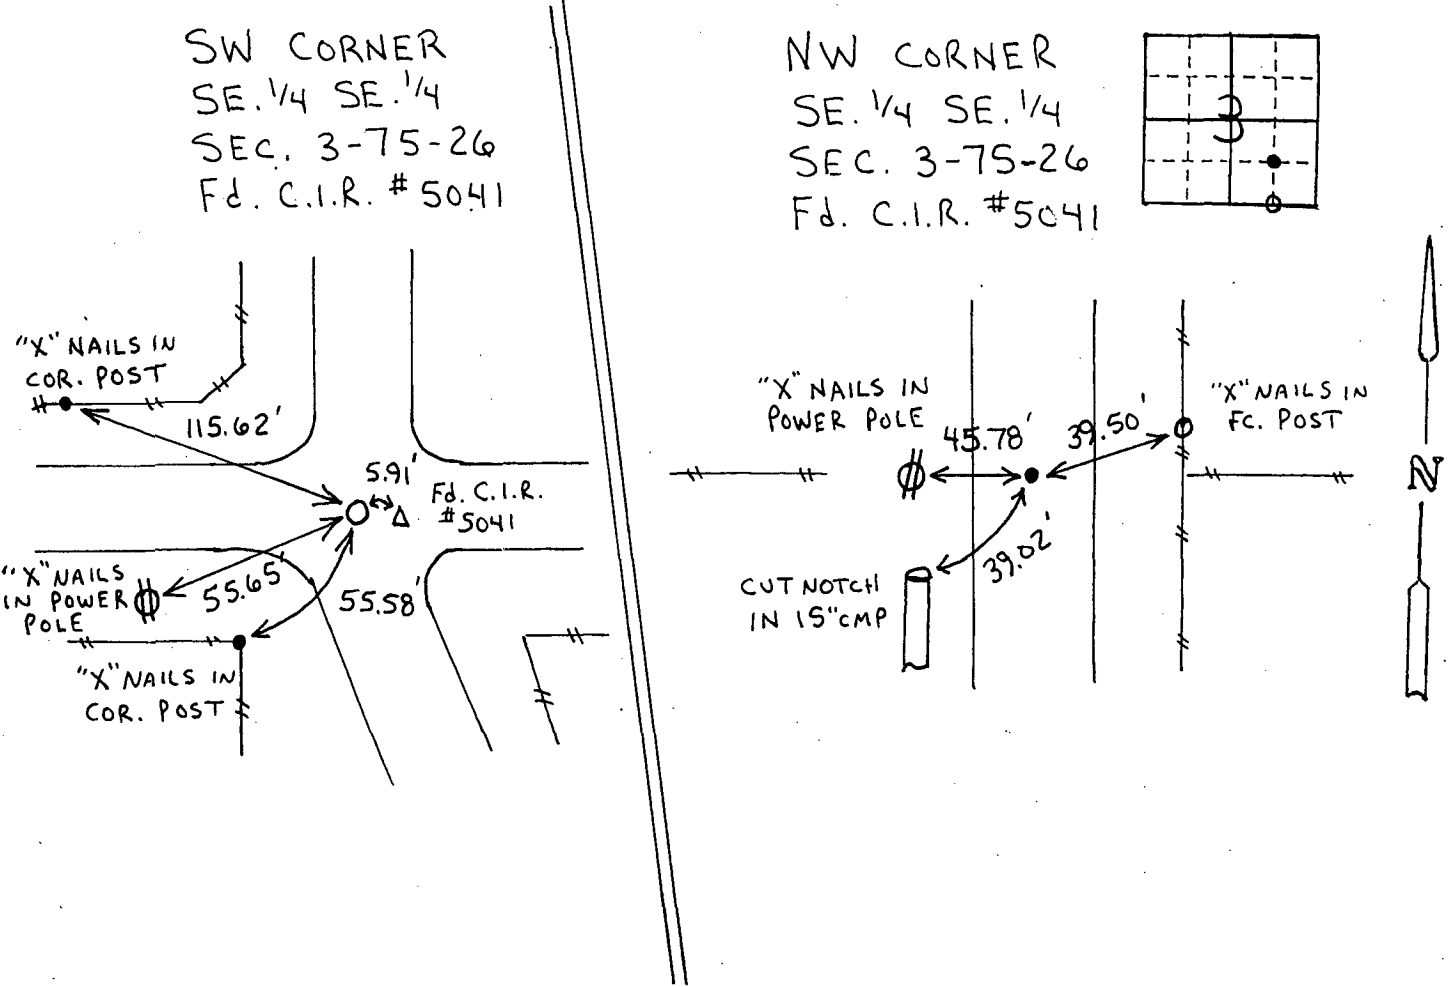 SW CORNER
SE. 1/4 SE. 1/4
SEC. 3-75-26
Fd. C.I.R. #5041
"X" NAILS IN
COR. POST
115.62'
5.91'
Fd. C.I.R.
#5041
"X" NAILS
IN POWER
POLE
55.65'
55.58'
"X" NAILS IN
COR. POST
NW CORNER
SE. 1/4 SE. 1/4
SEC. 3-75-26
Fd. C.I.R. #5041
3
"X" NAILS IN
POWER POLE
45.78'
39.50'
"X" NAILS IN
FC. POST
39.02'
CUT NOTCH
IN 15" CMP
N